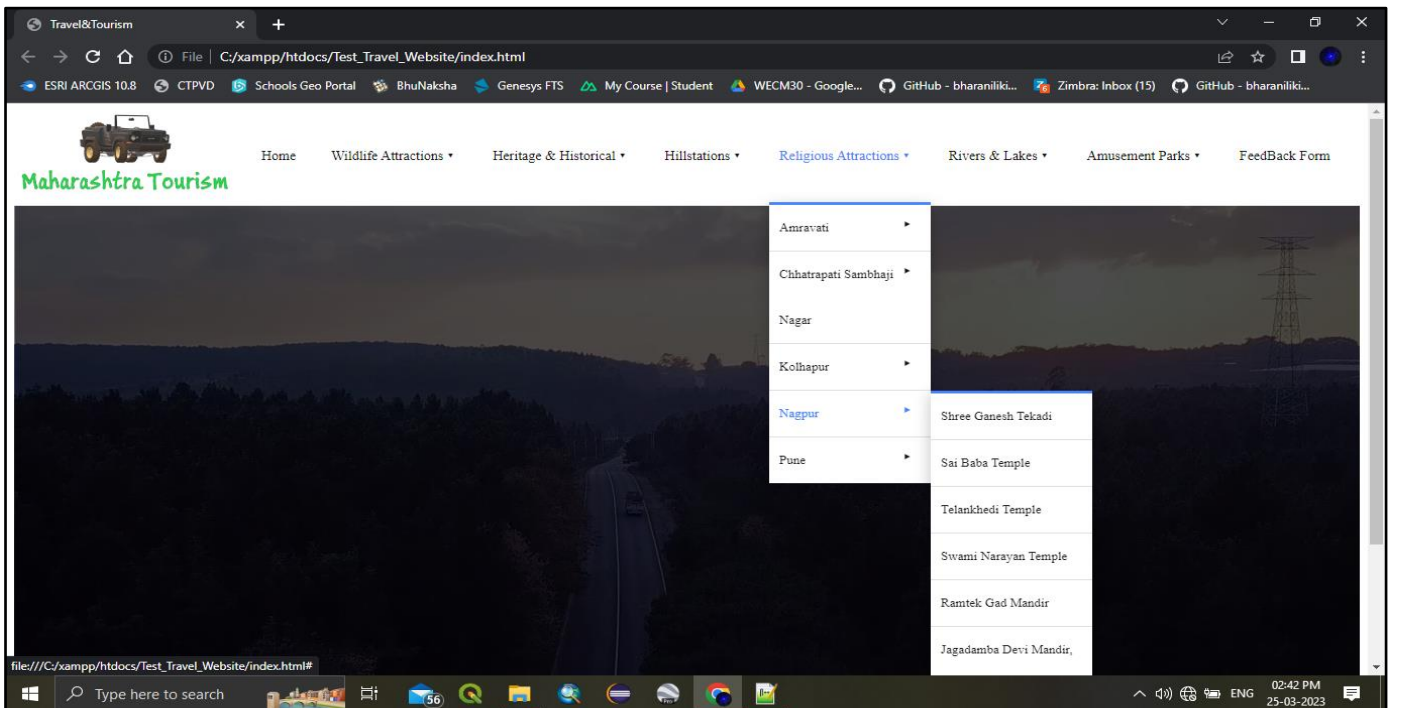 Travel&Tourism
File | C:/xampp/htdocs/Test_Travel_Website/index.html
ESRI ARCGIS 10.8 CTPVD Schools Geo Portal BhuNaksha Genesys FTS My Course | Student WECM30 - Google... GitHub - bharaniliki... Zimbra: Inbox (15) GitHub - bharaniliki...
Maharashtra Tourism
Home Wildlife Attractions Heritage & Historical Hillstations Religious Attractions Rivers & Lakes Amusement Parks FeedBack Form
Amravati
Chhatrapati Sambhaji
Nagar
Kolhapur
Nagpur
Pune
Shree Ganesh Tekadi
Sai Baba Temple
Telankhedi Temple
Swami Narayan Temple
Ramtek Gad Mandir
Jagadamba Devi Mandir,
file:///C:/xampp/htdocs/Test_Travel_Website/index.html#
Type here to search
56
ENG
02:42 PM
25-03-2023